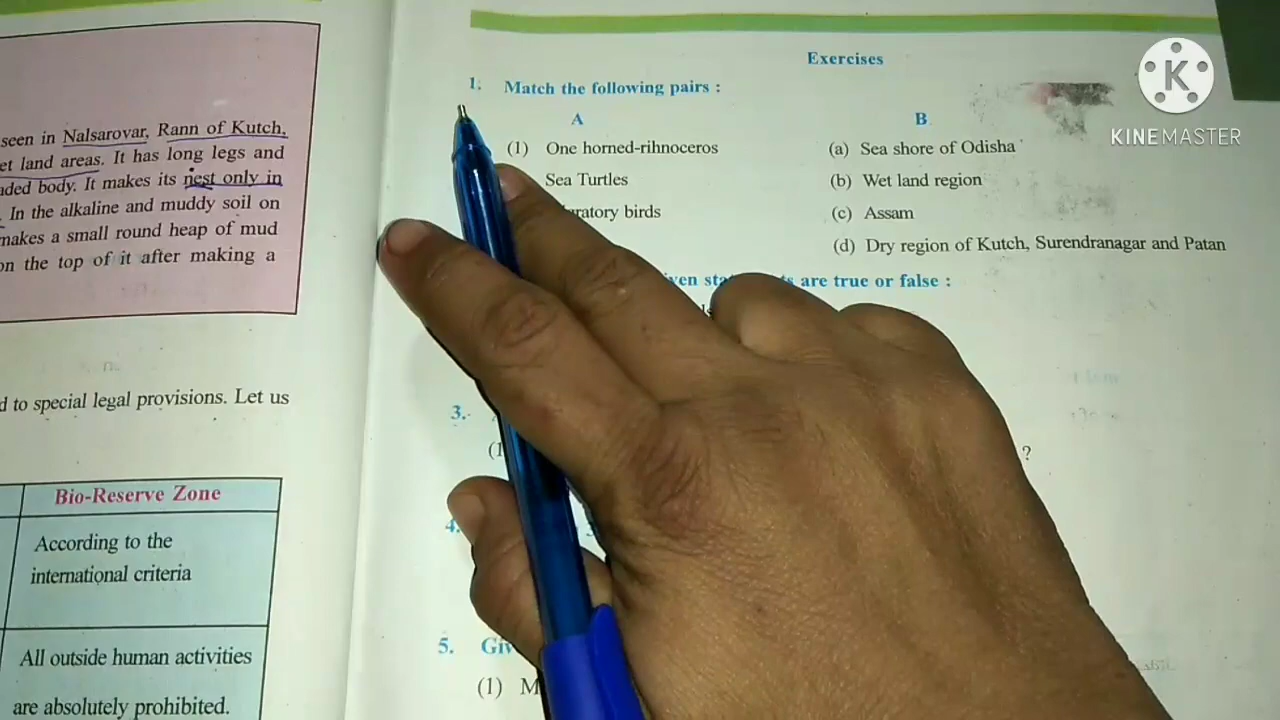 seen in Nalsarovar, Rann of Kutch,
et land areas. It has long legs and
aded body. It makes its nest only in
. In the alkaline and muddy soil on
makes a small round heap of mud
on the top of it after making a
d to special legal provisions. Let us
Bio-Reserve Zone
According to the
international criteria
All outside human activities
are absolutely prohibited.
Exercises
1. Match the following pairs :
A B
(1) One horned-rihnoceros (a) Sea shore of Odisha
Sea Turtles (b) Wet land region
ratory birds (c) Assam
(d) Dry region of Kutch, Surendranagar and Patan
are true or false :
3.
(1 ?
4.
5. Giv
(1) M
K
KINEMASTER